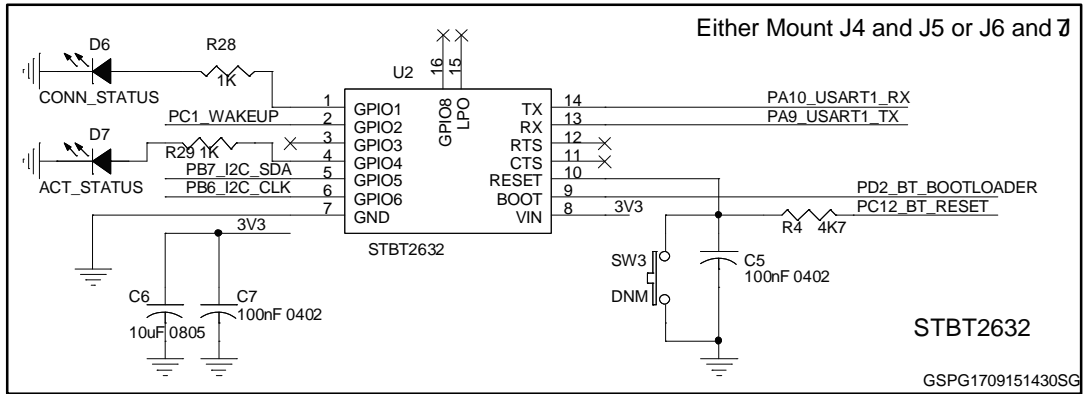 Either Mount J4 and J5 or J6 and J7
D6
R28
1K
CONN_STATUS
U2
16
15
GPIO8
LPO
1
GPIO1
PC1_WAKEUP
2
GPIO2
3
GPIO3
D7
R29 1K
4
GPIO4
ACT_STATUS
PB7_I2C_SDA
5
GPIO5
PB6_I2C_CLK
6
GPIO6
7
GND
TX
14
PA10_USART1_RX
RX
13
PA9_USART1_TX
RTS
12
CTS
11
RESET
10
BOOT
9
PD2_BT_BOOTLOADER
VIN
8
3V3
PC12_BT_RESET
R4 4K7
STBT2632
3V3
C6
10uF 0805
C7
100nF 0402
SW3
DNM
C5
100nF 0402
STBT2632
GSPG1709151430SG